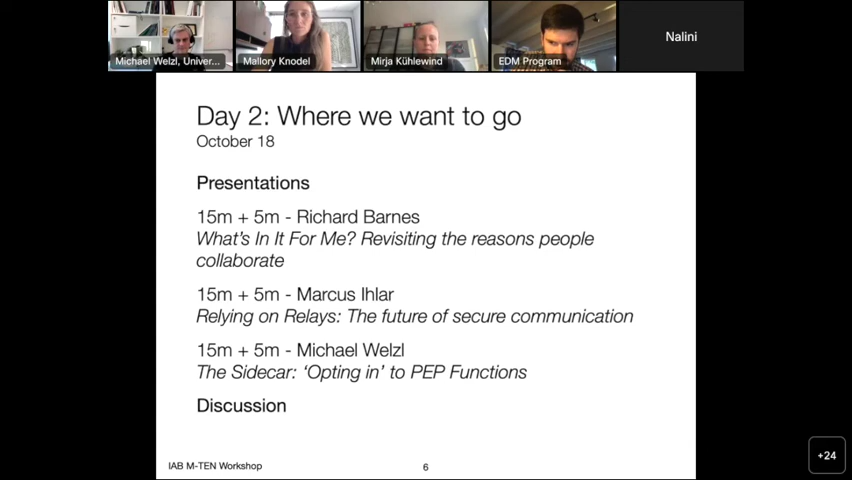 Michael Welzl, Univer...
Mallory Knodel
Mirja Kühlewind
EDM Program
Nalini
Day 2: Where we want to go
October 18
Presentations
15m + 5m - Richard Barnes
What's In It For Me? Revisiting the reasons people
collaborate
15m + 5m - Marcus Ihlar
Relying on Relays: The future of secure communication
15m + 5m - Michael Welzl
The Sidecar: ‘Opting in’ to PEP Functions
Discussion
IAB M-TEN Workshop
6
+24